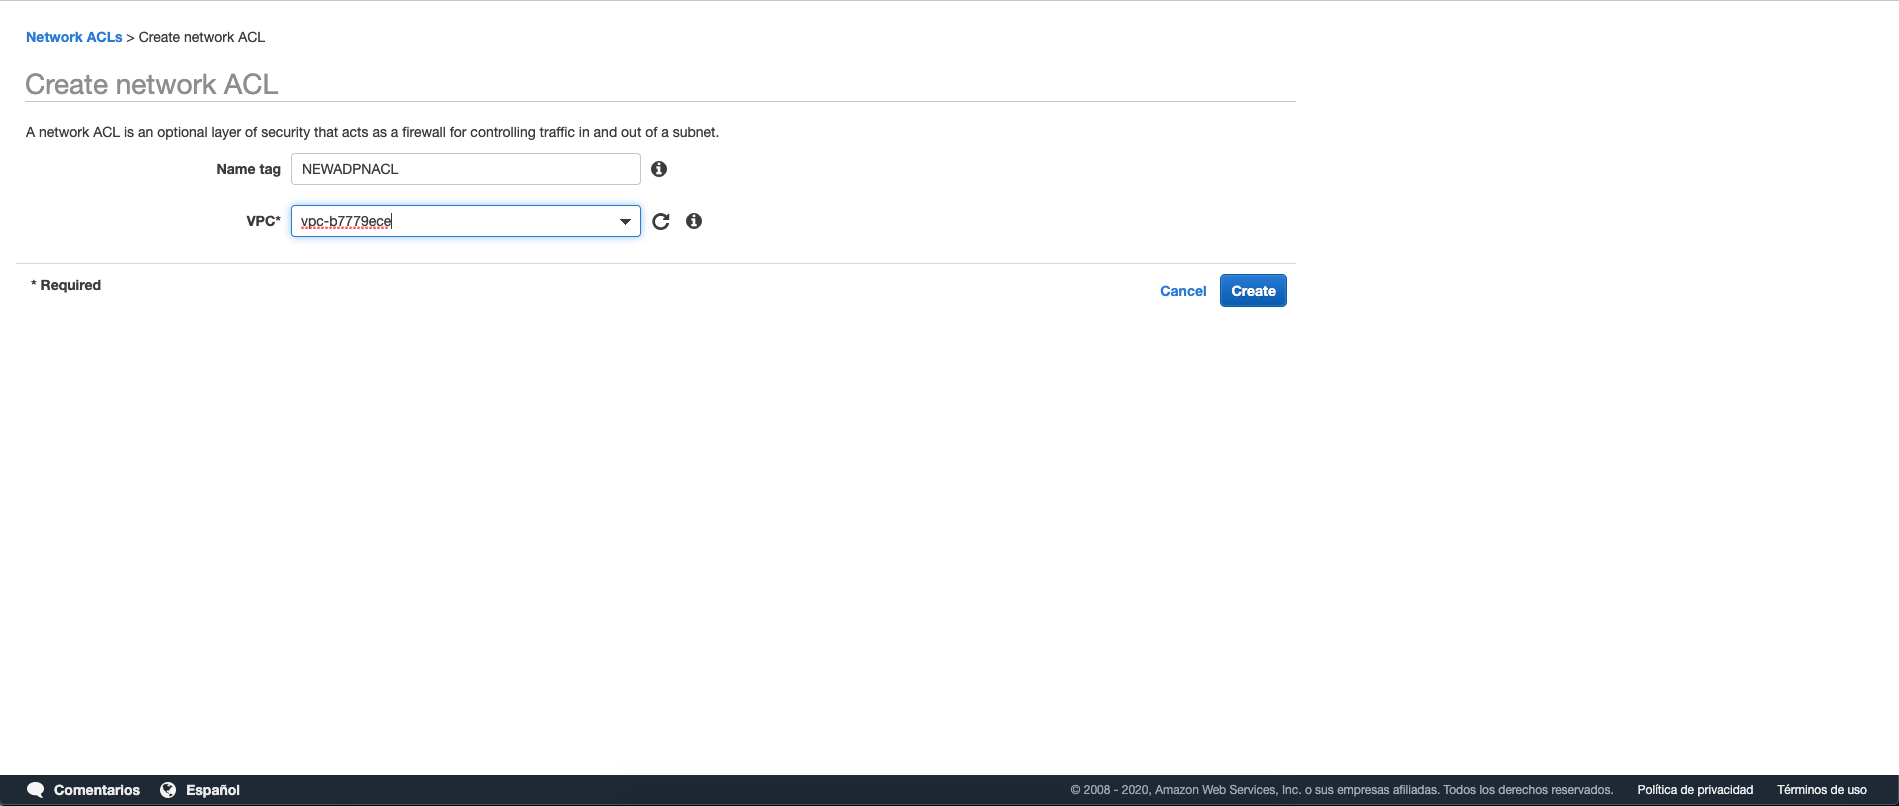 Network ACLs > Create network ACL
Create network ACL
A network ACL is an optional layer of security that acts as a firewall for controlling traffic in and out of a subnet.
Name tag NEWADPNACL
VPC* vpc-b7779ece
* Required
Cancel Create
Comentarios Español © 2008 - 2020, Amazon Web Services, Inc. o sus empresas afiliadas. Todos los derechos reservados. Política de privacidad Términos de uso